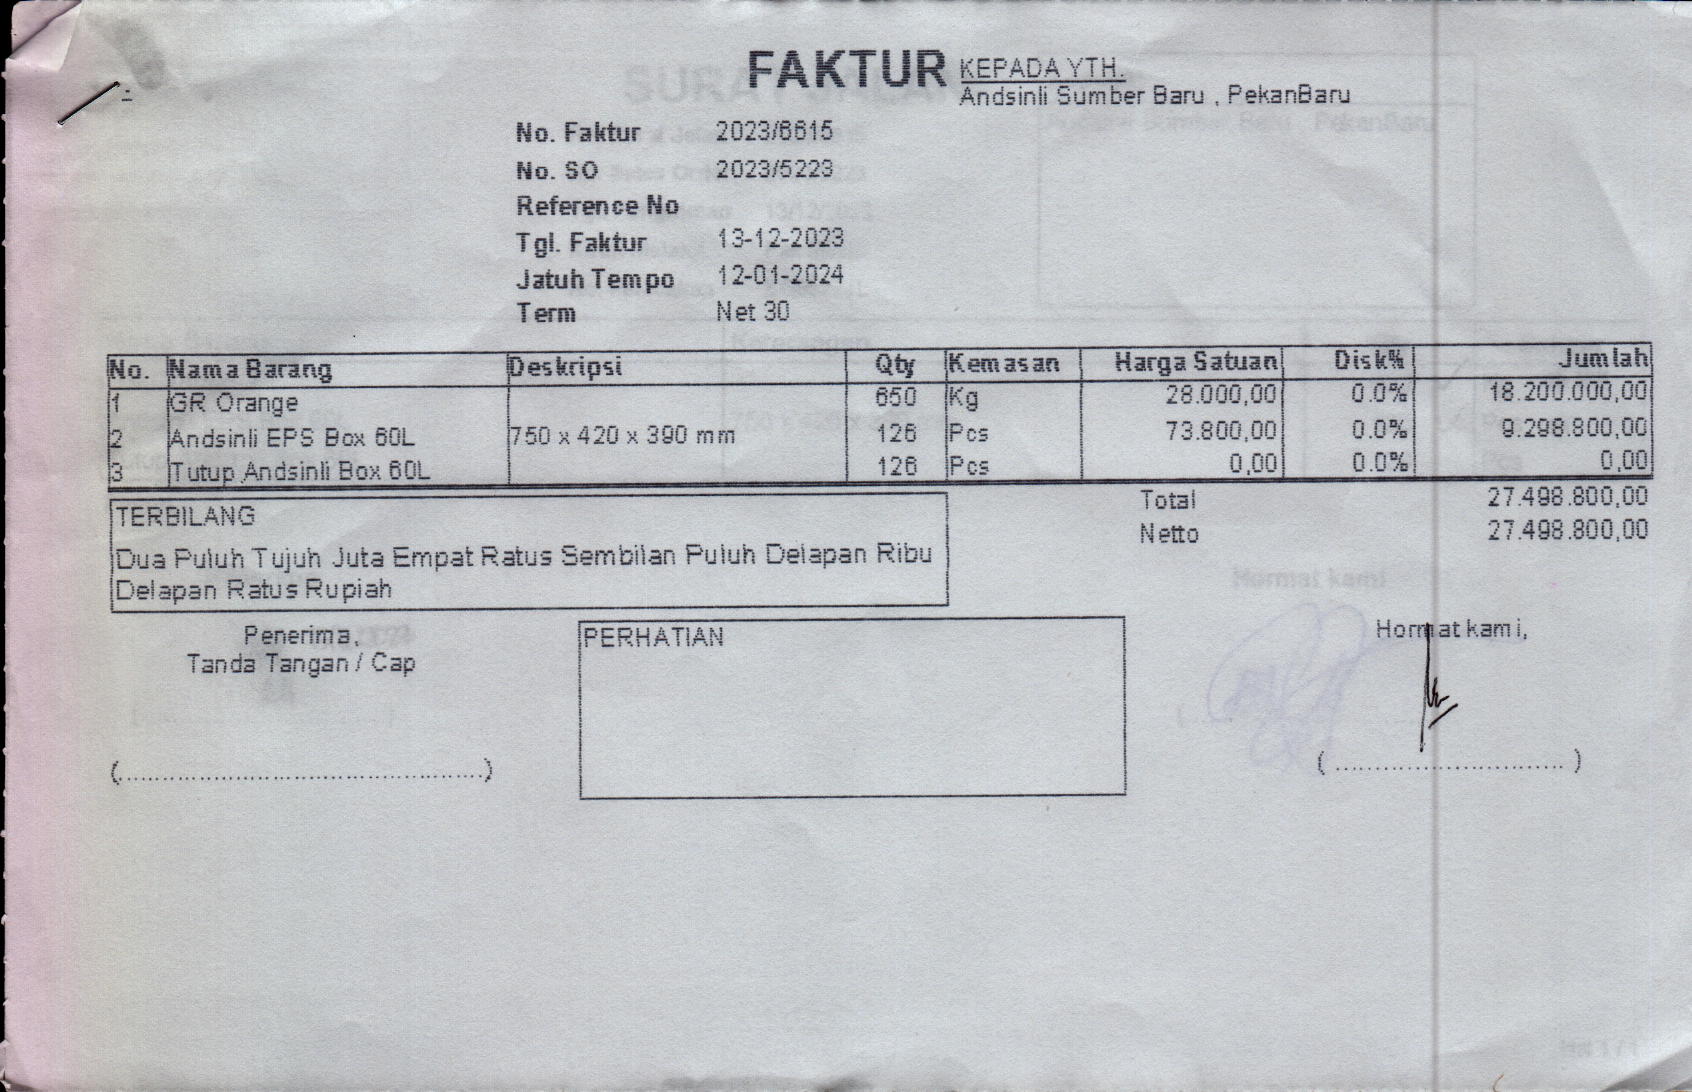 FAKTUR
KEPADA YTH.
Andsinli Sumber Baru , PekanBaru
No. Faktur 2023/6615
No. SO 2023/5223
Reference No
Tgl. Faktur 13-12-2023
Jatuh Tempo 12-01-2024
Term Net 30
No. Nama Barang Deskripsi Qty Kemasan Harga Satuan Disk% Jumlah
1 GR Orange 650 Kg 28.000,00 0.0% 18.200.000,00
2 Andsinli EPS Box 60L 750 x 420 x 390 mm 126 Pcs 73.800,00 0.0% 9.298.800,00
3 Tutup Andsinli Box 60L 126 Pcs 0,00 0.0% 0,00
Total 27.498.800,00
Netto 27.498.800,00
TERBILANG
Dua Puluh Tujuh Juta Empat Ratus Sembilan Puluh Delapan Ribu
Delapan Ratus Rupiah
Penerima,
Tanda Tangan / Cap
PERHATIAN
Hormat kami,
(..............................................)
( ............................. )